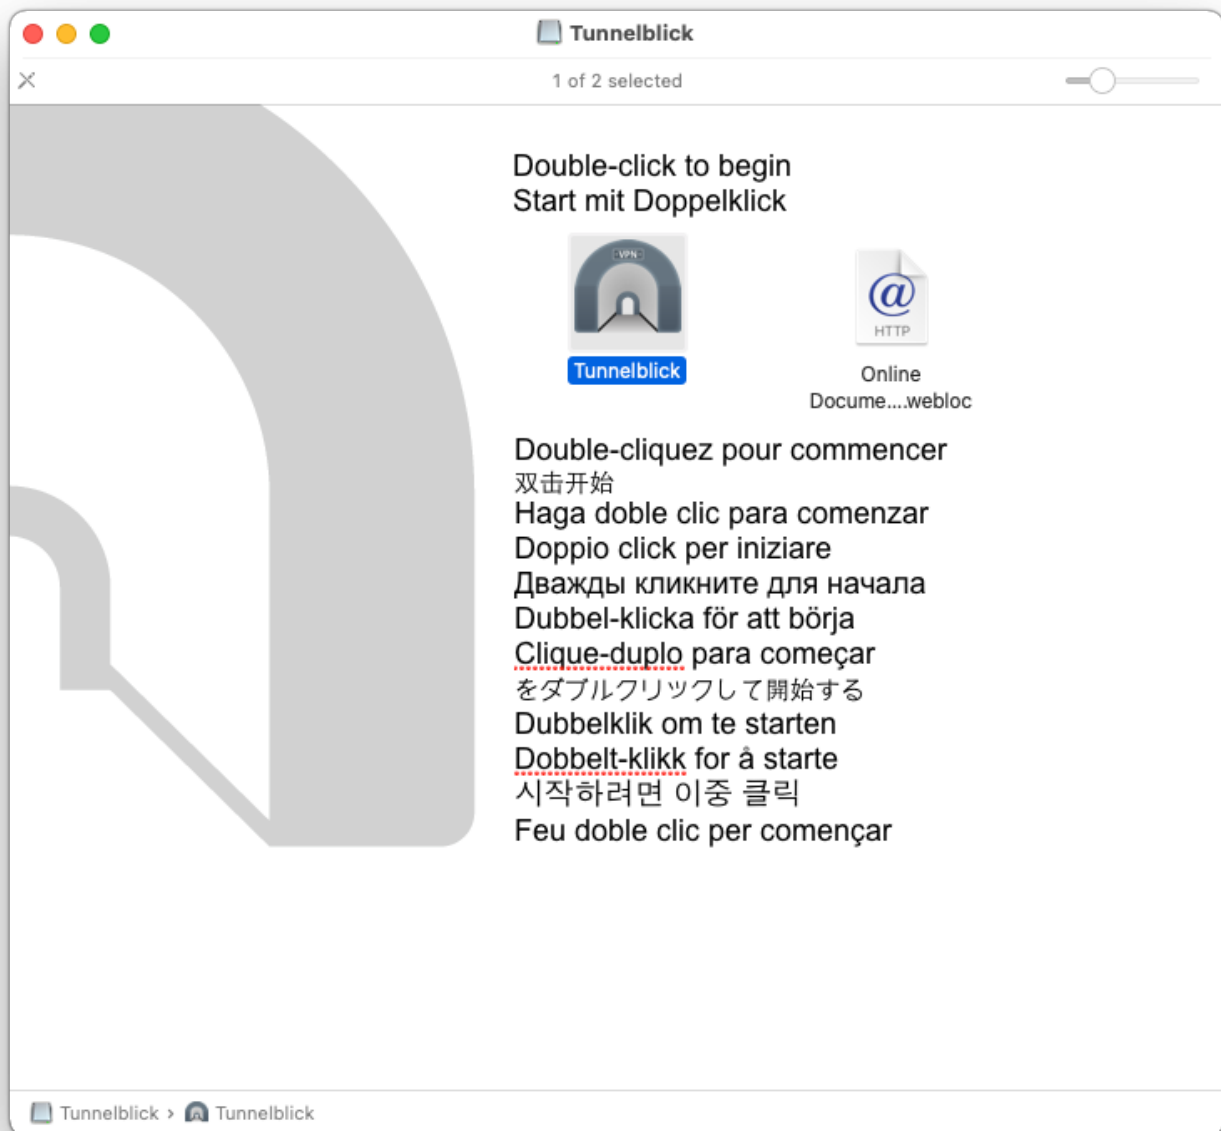 Tunnelblick
1 of 2 selected
Double-click to begin
Start mit Doppelklick
VPN
HTTP
Tunnelblick
Online
Docume....webloc
Double-cliquez pour commencer
双击开始
Haga doble clic para comenzar
Doppio click per iniziare
Дважды кликните для начала
Dubbel-klicka för att börja
Clique-duplo para começar
をダブルクリックして開始する
Dubbelklik om te starten
Dobbelt-klikk for å starte
시작하려면 이중 클릭
Feu doble clic per començar
Tunnelblick › Tunnelblick